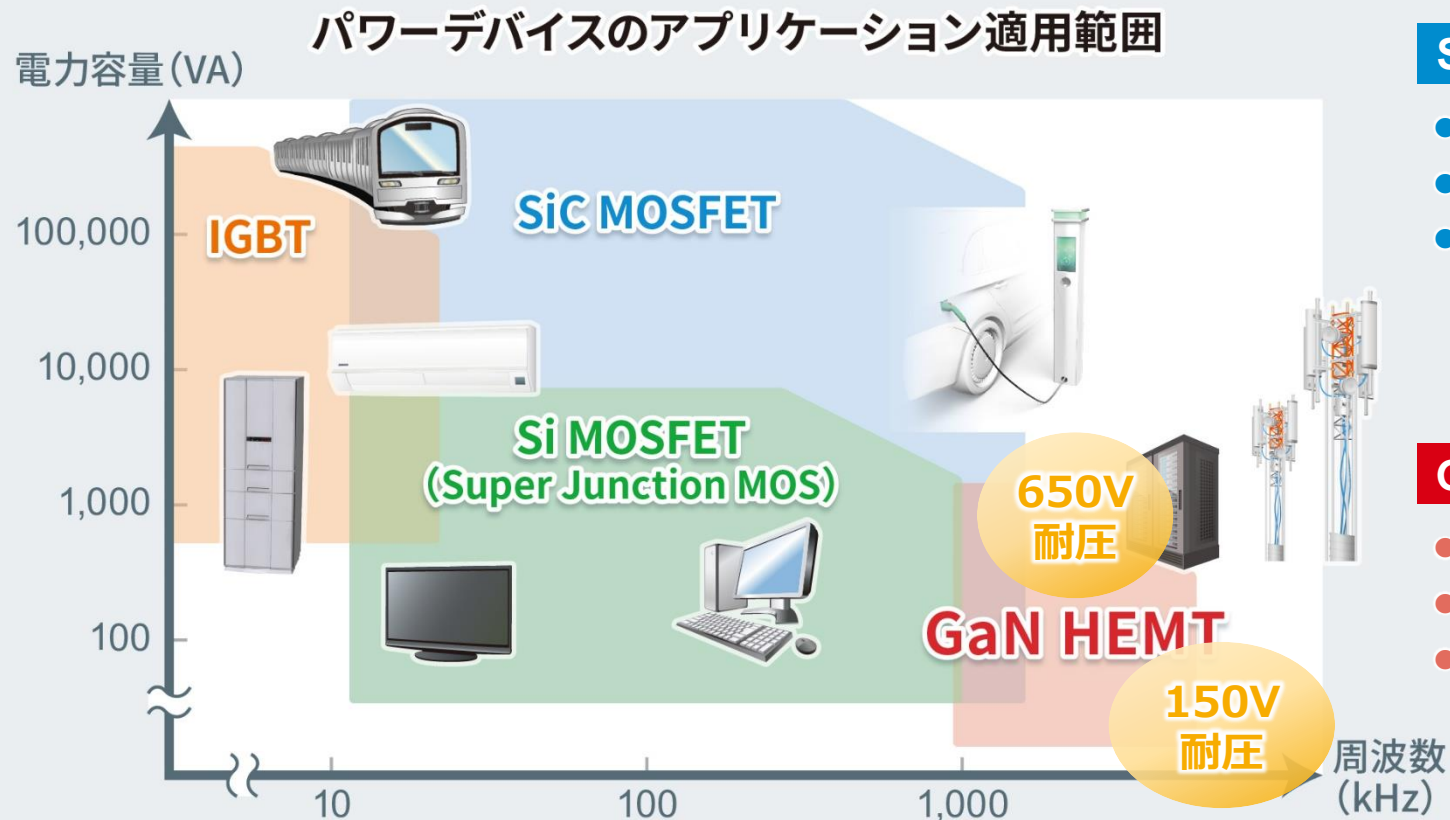 パワーデバイスのアプリケーション適用範囲
電力容量(VA)
100,000
10,000
1,000
100
IGBT
SiC MOSFET
Si MOSFET
(Super Junction MOS)
650V
耐圧
GaN HEMT
150V
耐圧
10
100
1,000
周波数
(kHz)